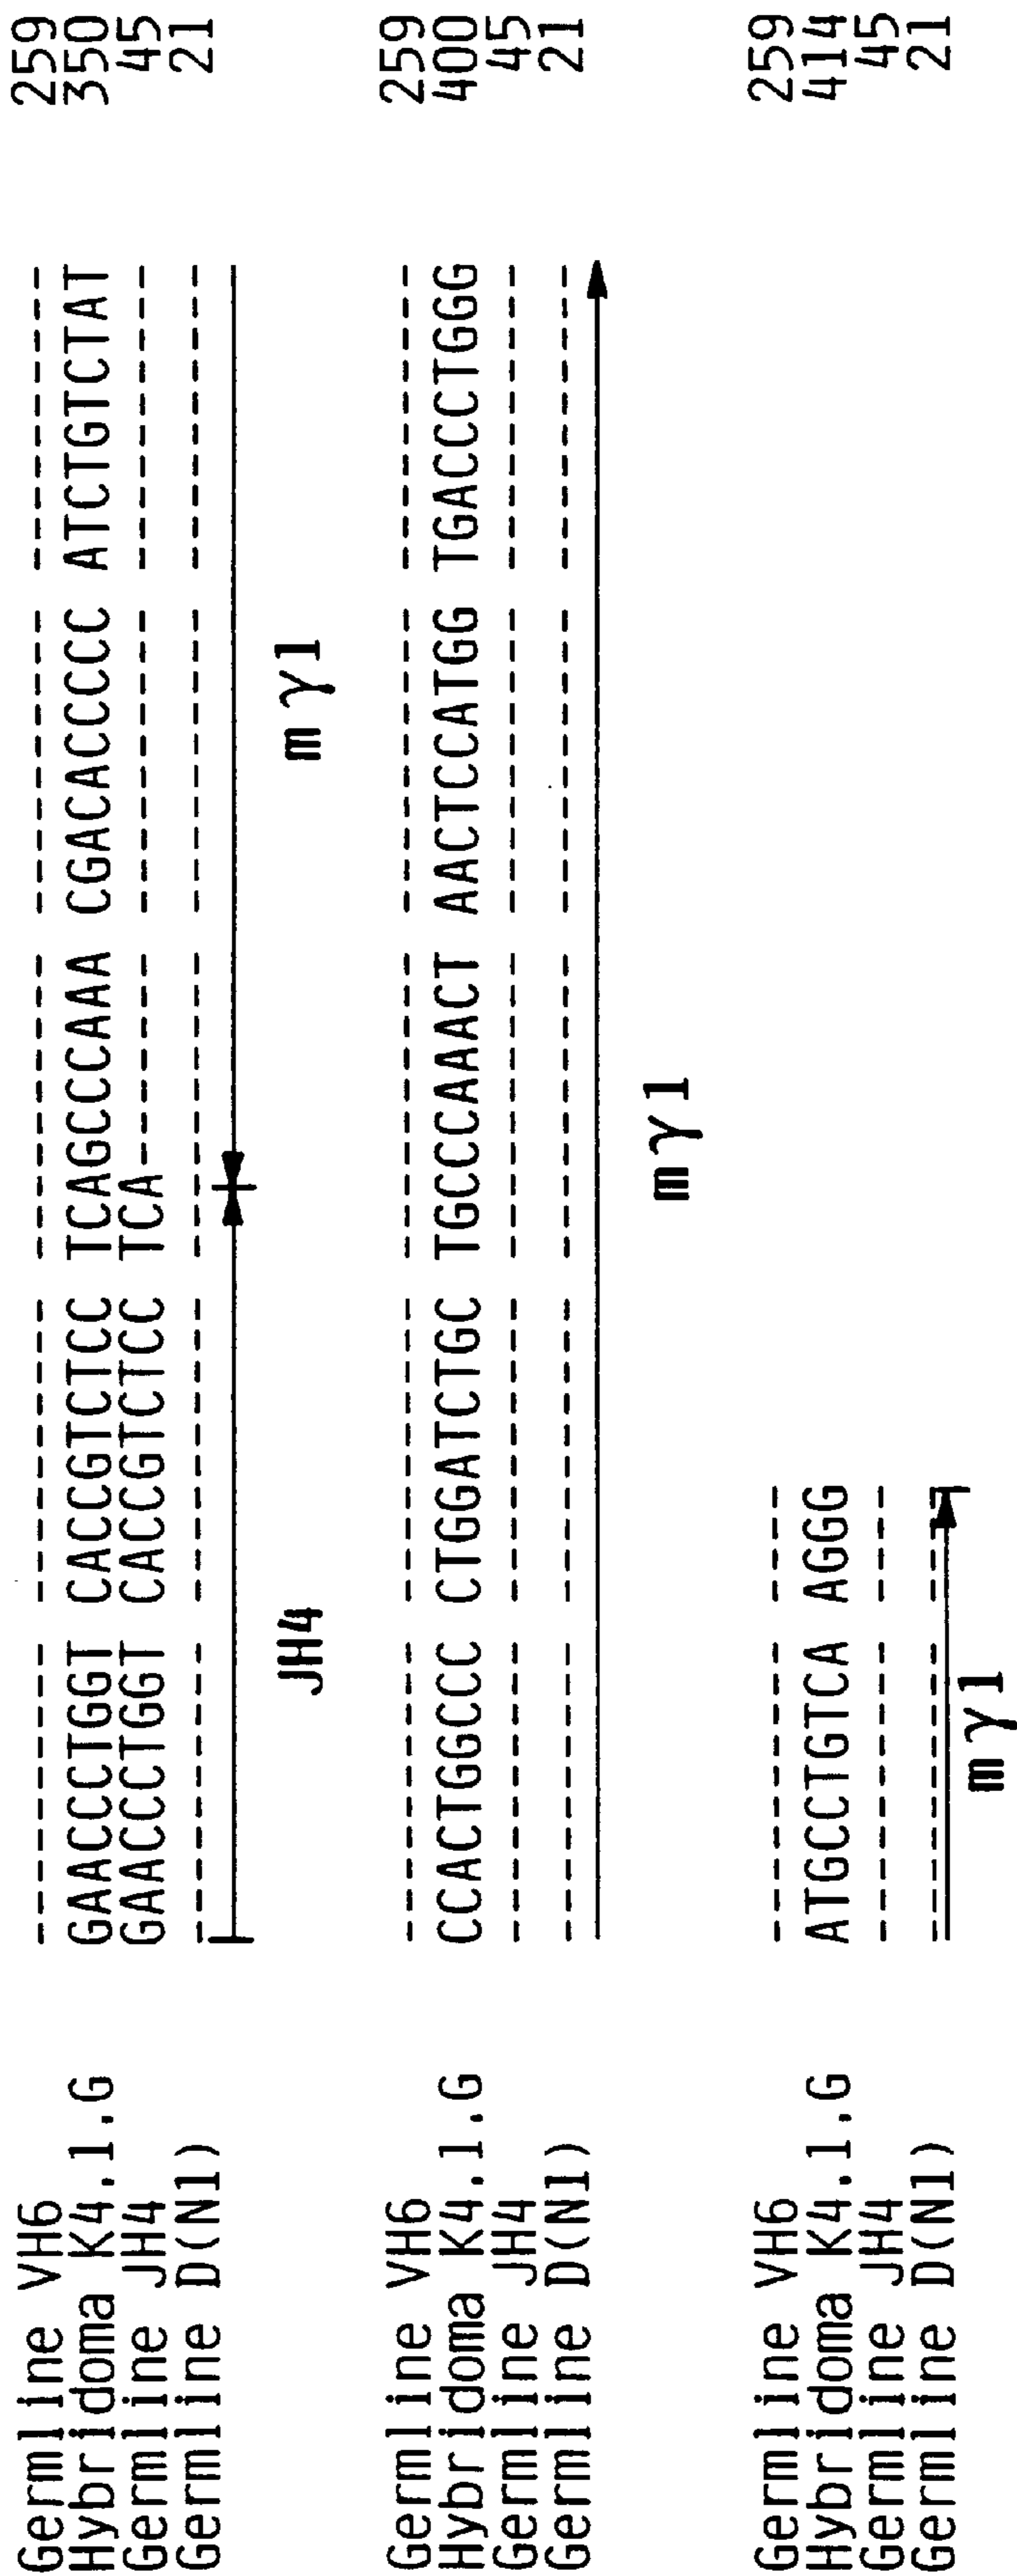 Germline VH6 ---------- ---------- ---------- ---------- ---------- 259
Hybridoma K4.1.G GAACCCTGGT CACCGTCTCC TCAGCCCAAA CGACACCCCC ATCTGTCTAT 350
Germline JH4 GAACCCTGGT CACCGTCTCC TCA------- ---------- ---------- 45
Germline D(N1) ---------- ---------- ---------- ---------- ---------- 21
JH4 mγ1
Germline VH6 ---------- ---------- ---------- ---------- ---------- 259
Hybridoma K4.1.G CCACTGGCCC CTGGATCTGC TGCCCAAACT AACTCCATGG TGACCCTGGG 400
Germline JH4 ---------- ---------- ---------- ---------- ---------- 45
Germline D(N1) ---------- ---------- ---------- ---------- ---------- 21
mγ1
Germline VH6 ---------- ---- 259
Hybridoma K4.1.G ATGCCTGTCA AGGG 414
Germline JH4 ---------- ---- 45
Germline D(N1) ---------- ---- 21
mγ1